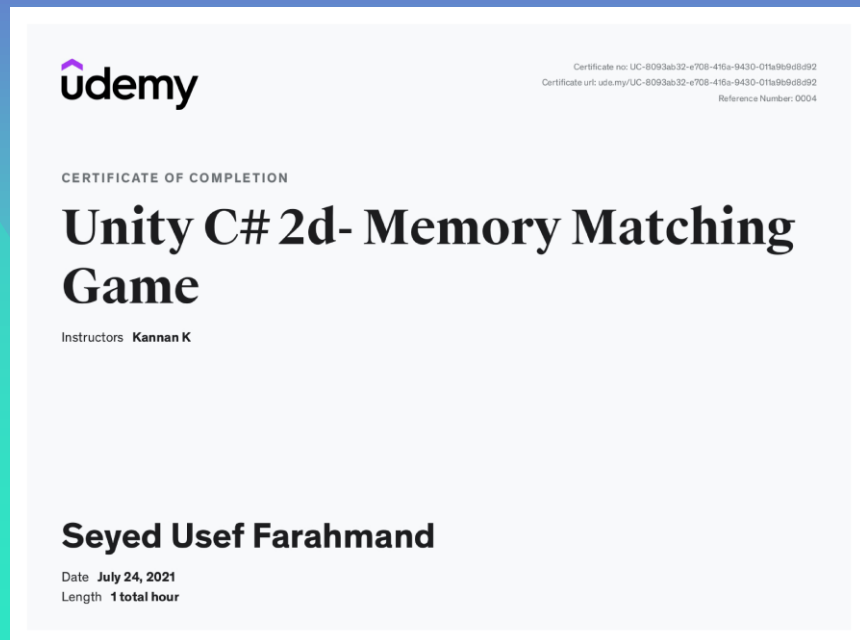 ûdemy
Certificate no: UC-8093ab32-e708-416a-9430-011a9b9d8d92
Certificate url: ude.my/UC-8093ab32-e708-416a-9430-011a9b9d8d92
Reference Number: 0004
CERTIFICATE OF COMPLETION
Unity C# 2d- Memory Matching
Game
Instructors Kannan K
Seyed Usef Farahmand
Date July 24, 2021
Length 1 total hour